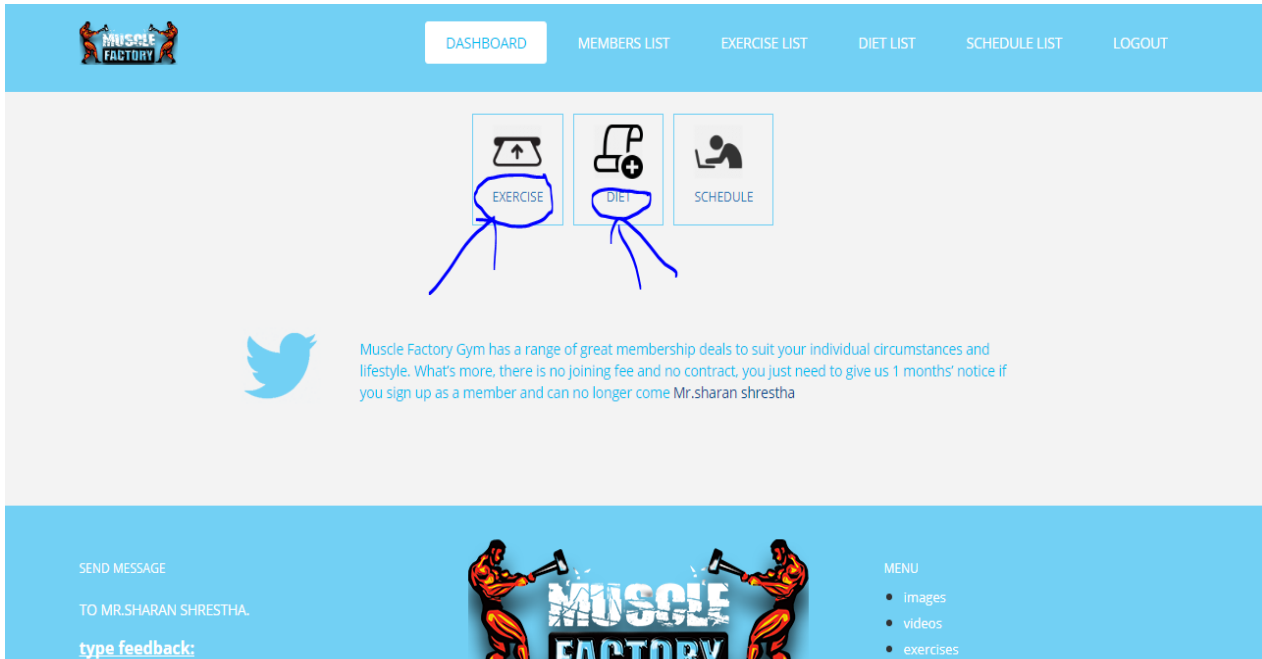 MUSCLE
FACTORY
DASHBOARD
MEMBERS LIST
EXERCISE LIST
DIET LIST
SCHEDULE LIST
LOGOUT
EXERCISE
DIET
SCHEDULE
Muscle Factory Gym has a range of great membership deals to suit your individual circumstances and
lifestyle. What's more, there is no joining fee and no contract, you just need to give us 1 months' notice if
you sign up as a member and can no longer come Mr.sharan shrestha
SEND MESSAGE
TO MR.SHARAN SHRESTHA.
type feedback:
MUSCLE
FACTORY
MENU
images
videos
exercises